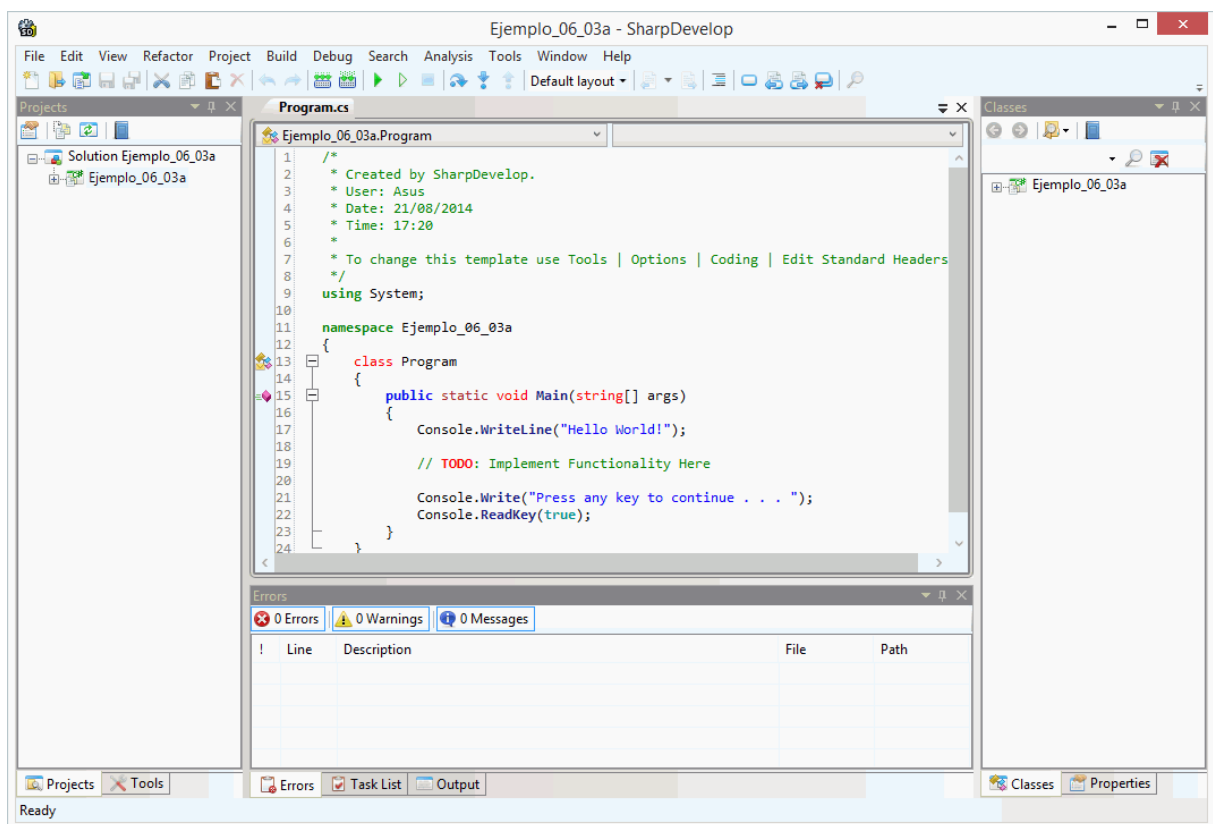 Ejemplo_06_03a - SharpDevelop
File Edit View Refactor Project Build Debug Search Analysis Tools Window Help
Default layout
Projects
Solution Ejemplo_06_03a
Ejemplo_06_03a
Program.cs
Ejemplo_06_03a.Program
1 /*
2 * Created by SharpDevelop.
3 * User: Asus
4 * Date: 21/08/2014
5 * Time: 17:20
6 *
7 * To change this template use Tools | Options | Coding | Edit Standard Headers
8 */
9 using System;
10
11 namespace Ejemplo_06_03a
12 {
13 class Program
14 {
15 public static void Main(string[] args)
16 {
17 Console.WriteLine("Hello World!");
18
19 // TODO: Implement Functionality Here
20
21 Console.Write("Press any key to continue . . . ");
22 Console.ReadKey(true);
23 }
24 }
Classes
Ejemplo_06_03a
Errors
0 Errors 0 Warnings 0 Messages
! Line Description File Path
Projects Tools
Errors Task List Output
Classes Properties
Ready